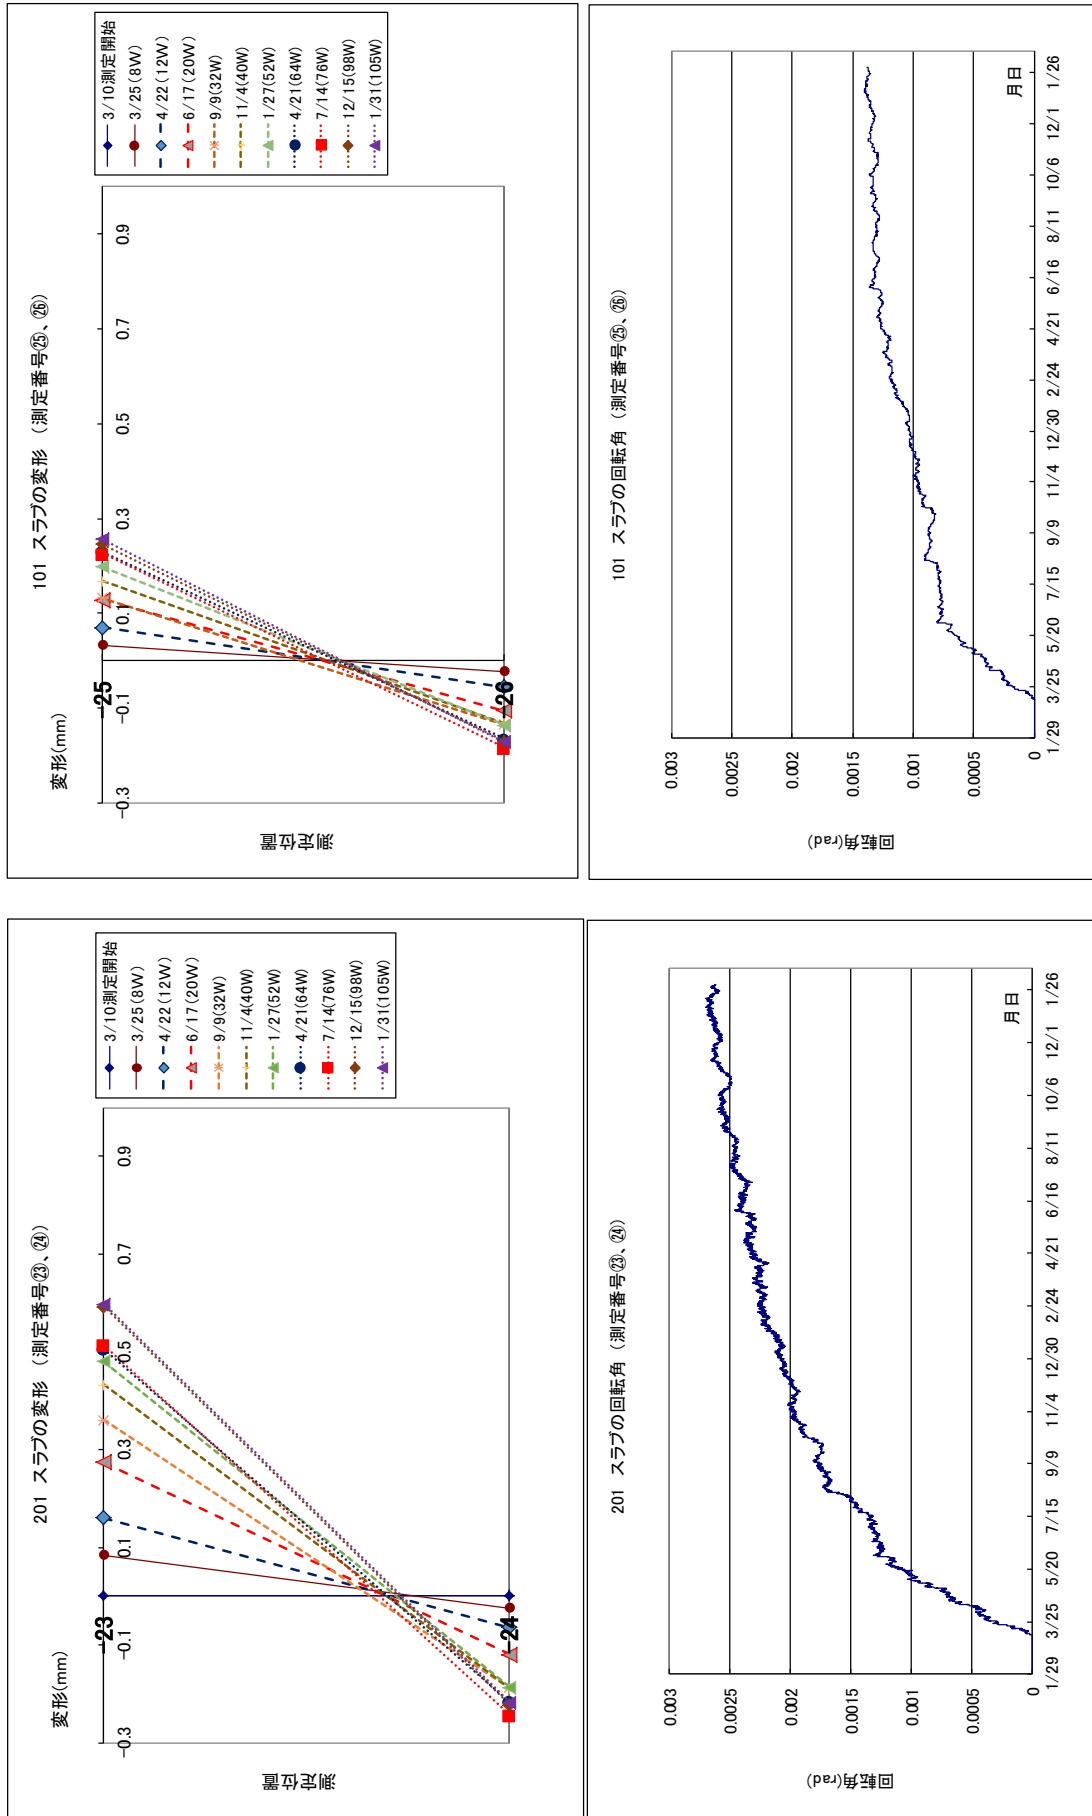 201 スラブの変形 （測定番号㉓、㉔）
変形(mm)
-0.3
-0.1
0.1
0.3
0.5
0.7
0.9
23
24
測定位置
3/10測定開始
3/25(8W)
4/22(12W)
6/17(20W)
9/9(32W)
11/4(40W)
1/27(52W)
4/21(64W)
7/14(76W)
12/15(98W)
1/31(105W)
101 スラブの変形 （測定番号㉕、㉖）
変形(mm)
-0.3
-0.1
0.1
0.3
0.5
0.7
0.9
25
26
測定位置
3/10測定開始
3/25(8W)
4/22(12W)
6/17(20W)
9/9(32W)
11/4(40W)
1/27(52W)
4/21(64W)
7/14(76W)
12/15(98W)
1/31(105W)
201 スラブの回転角 （測定番号㉓、㉔）
回転角(rad)
0.003
0.0025
0.002
0.0015
0.001
0.0005
0
1/29 3/25 5/20 7/15 9/9 11/4 12/30 2/24 4/21 6/16 8/11 10/6 12/1 1/26
月日
101 スラブの回転角 （測定番号㉕、㉖）
回転角(rad)
0.003
0.0025
0.002
0.0015
0.001
0.0005
0
1/29 3/25 5/20 7/15 9/9 11/4 12/30 2/24 4/21 6/16 8/11 10/6 12/1 1/26
月日